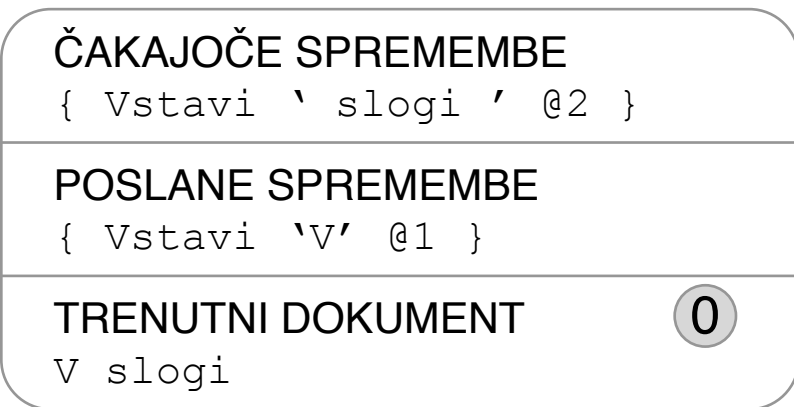 ČAKAJOČE SPREMEMBE
{ Vstavi ‘ slogi ’ @2 }
POSLANE SPREMEMBE
{ Vstavi ‘V’ @1 }
TRENUTNI DOKUMENT 0
V slogi